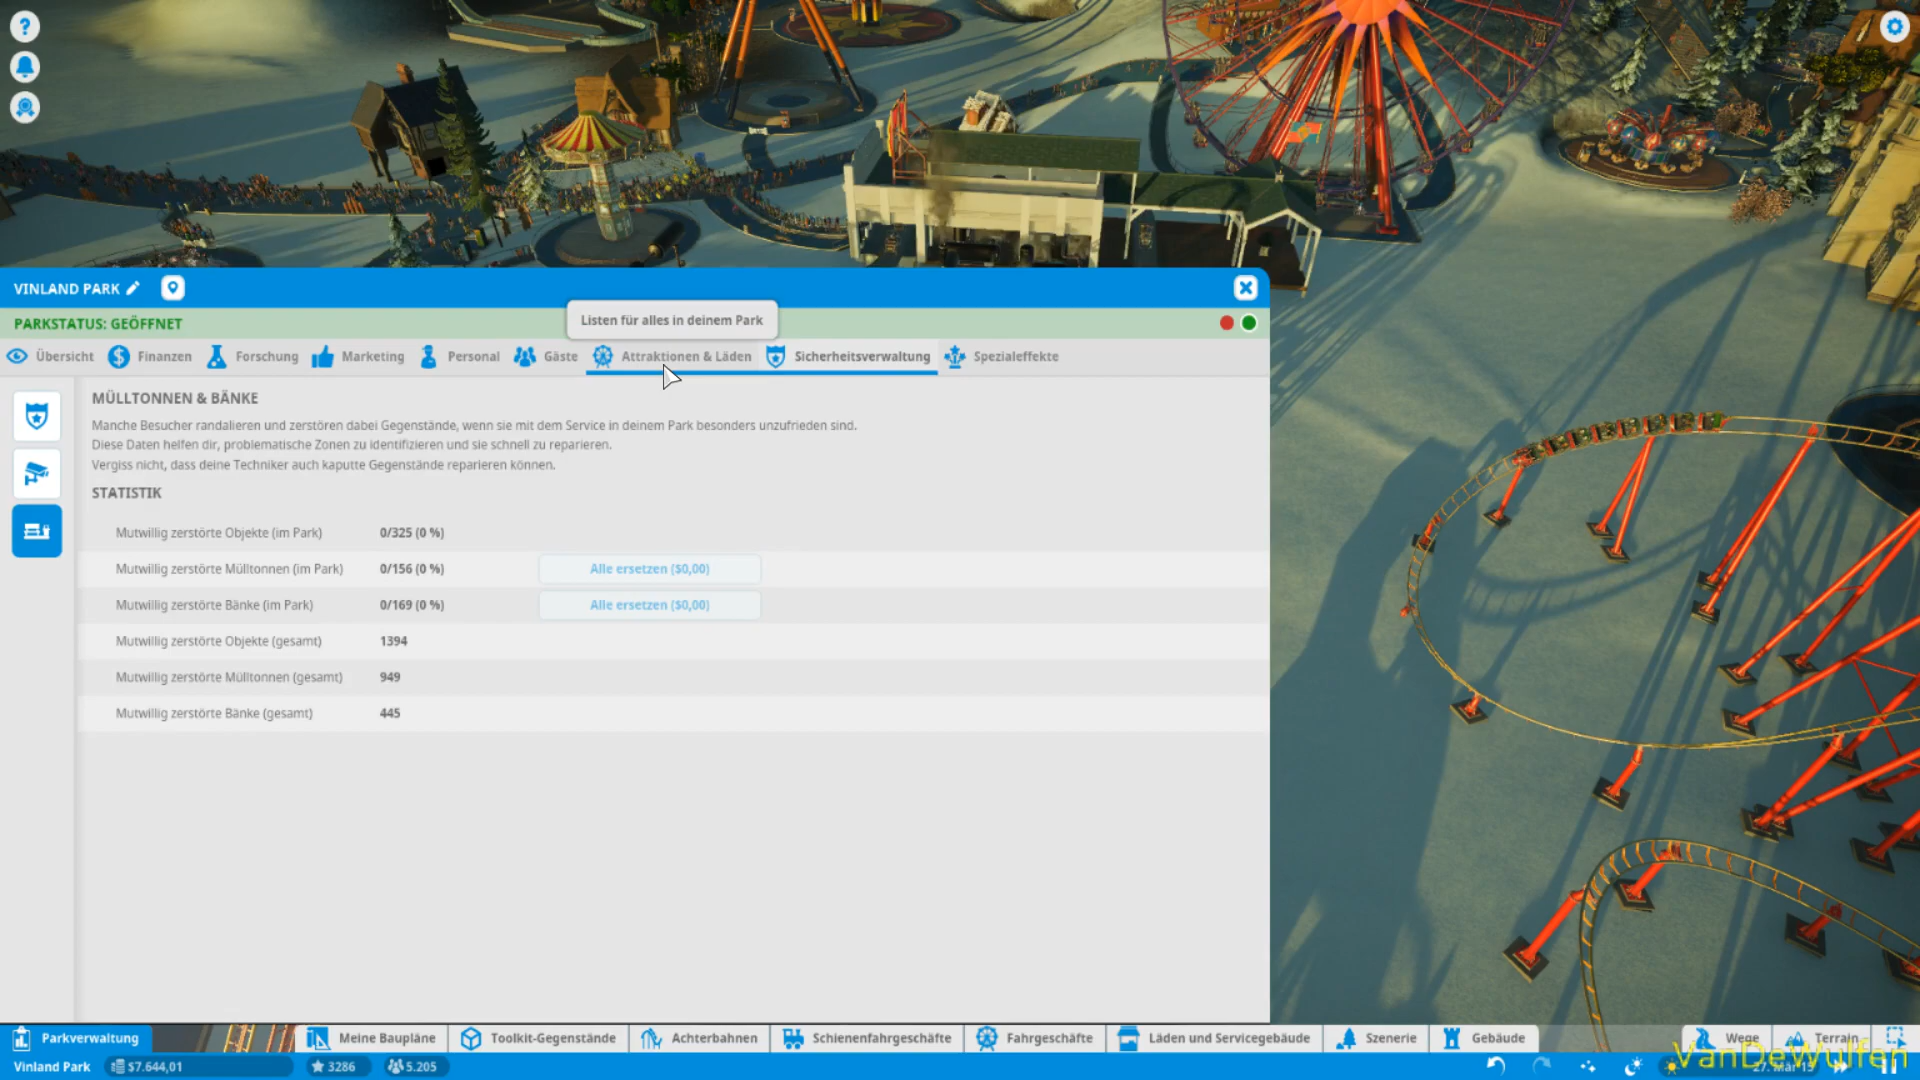 ?
VINLAND PARK
PARKSTATUS: GEÖFFNET
Listen für alles in deinem Park
Übersicht
Finanzen
Forschung
Marketing
Personal
Gäste
Attraktionen & Läden
Sicherheitsverwaltung
Spezialeffekte
MÜLLTONNEN & BÄNKE
Manche Besucher randalieren und zerstören dabei Gegenstände, wenn sie mit dem Service in deinem Park besonders unzufrieden sind.
Diese Daten helfen dir, problematische Zonen zu identifizieren und sie schnell zu reparieren.
Vergiss nicht, dass deine Techniker auch kaputte Gegenstände reparieren können.
STATISTIK
Mutwillig zerstörte Objekte (im Park) 0/325 (0 %)
Mutwillig zerstörte Mülltonnen (im Park) 0/156 (0 %) Alle ersetzen ($0,00)
Mutwillig zerstörte Bänke (im Park) 0/169 (0 %) Alle ersetzen ($0,00)
Mutwillig zerstörte Objekte (gesamt) 1394
Mutwillig zerstörte Mülltonnen (gesamt) 949
Mutwillig zerstörte Bänke (gesamt) 445
Parkverwaltung
Meine Baupläne
Toolkit-Gegenstände
Achterbahnen
Schienenfahrgeschäfte
Fahrgeschäfte
Läden und Servicegebäude
Szenerie
Gebäude
Wege
Terrain
Vinland Park
$7.644,01
3286
5.205
VanDeWulfen
27. Mär 13